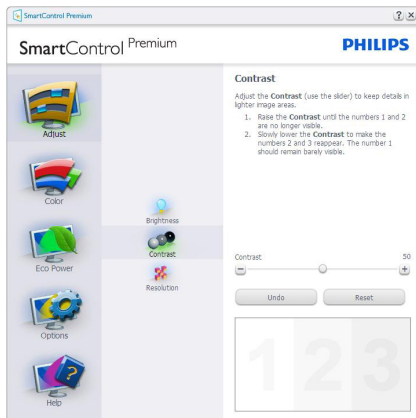 SmartControl Premium
? x
SmartControl Premium
PHILIPS
Adjust
Color
Eco Power
Options
Help
Brightness
Contrast
Resolution
Contrast
Adjust the Contrast (use the slider) to keep details in
lighter image areas.
1. Raise the Contrast until the numbers 1 and 2
are no longer visible.
2. Slowly lower the Contrast to make the
numbers 2 and 3 reappear. The number 1
should remain barely visible.
Contrast 50
Undo Reset
1 2 3